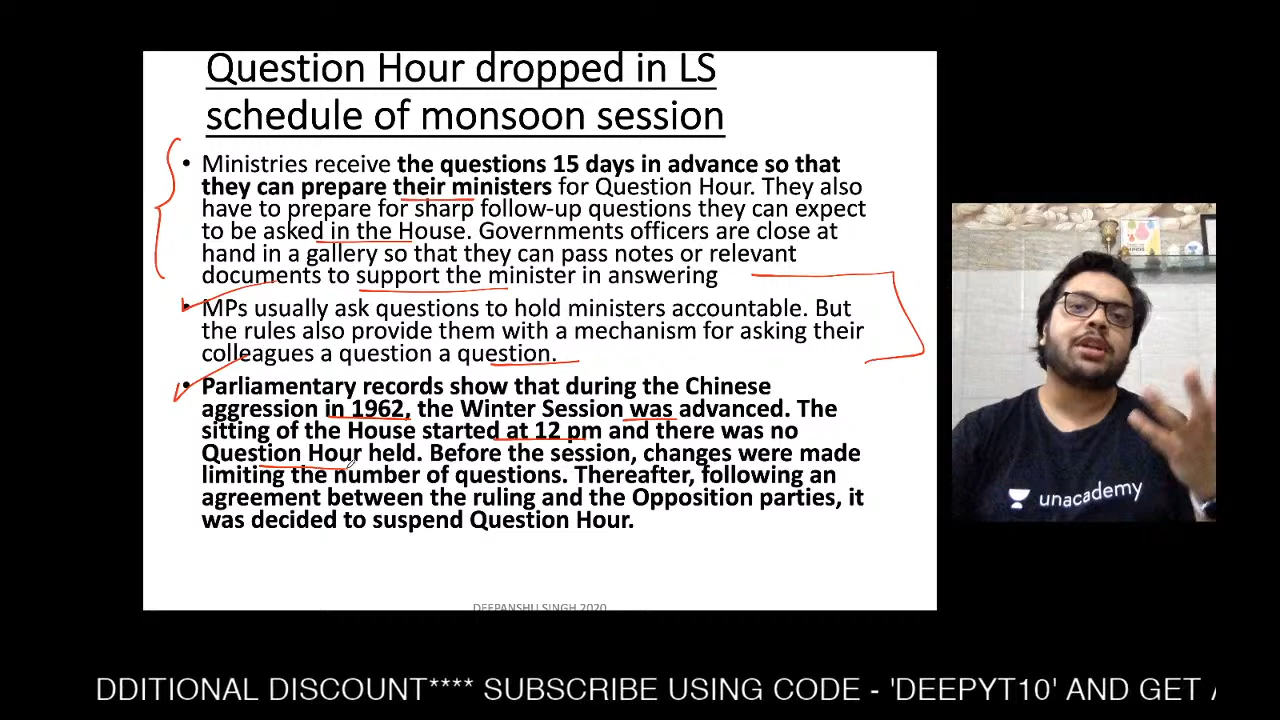 Question Hour dropped in LS
schedule of monsoon session
• Ministries receive the questions 15 days in advance so that
they can prepare their ministers for Question Hour. They also
have to prepare for sharp follow-up questions they can expect
to be asked in the House. Governments officers are close at
hand in a gallery so that they can pass notes or relevant
documents to support the minister in answering
• MPs usually ask questions to hold ministers accountable. But
the rules also provide them with a mechanism for asking their
colleagues a question a question.
• Parliamentary records show that during the Chinese
aggression in 1962, the Winter Session was advanced. The
sitting of the House started at 12 pm and there was no
Question Hour held. Before the session, changes were made
limiting the number of questions. Thereafter, following an
agreement between the ruling and the Opposition parties, it
was decided to suspend Question Hour.
DEEPANSHU SINGH 2020
unacademy
DDITIONAL DISCOUNT**** SUBSCRIBE USING CODE - 'DEEPYT10' AND GET